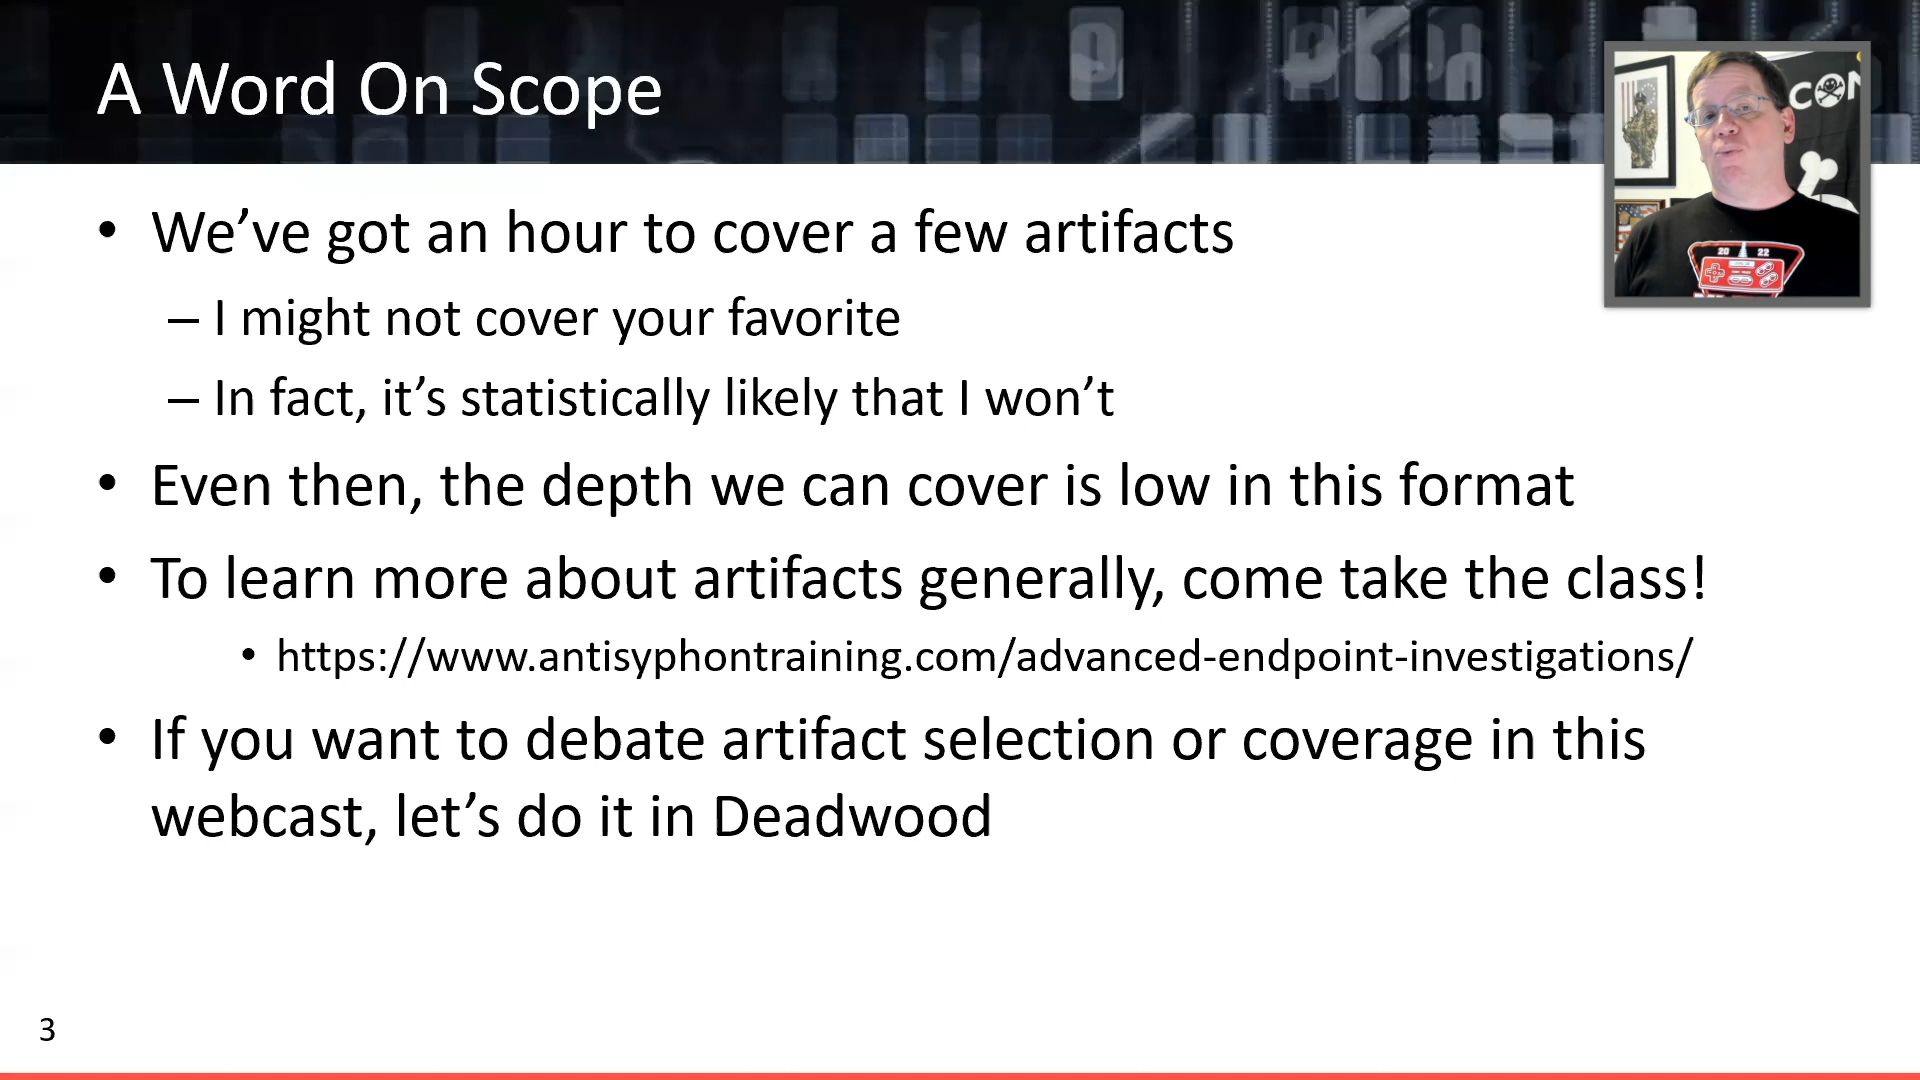 A Word On Scope
CON
20 22
• We’ve got an hour to cover a few artifacts
– I might not cover your favorite
– In fact, it’s statistically likely that I won’t
• Even then, the depth we can cover is low in this format
• To learn more about artifacts generally, come take the class!
• https://www.antisyphontraining.com/advanced-endpoint-investigations/
• If you want to debate artifact selection or coverage in this
webcast, let’s do it in Deadwood
3